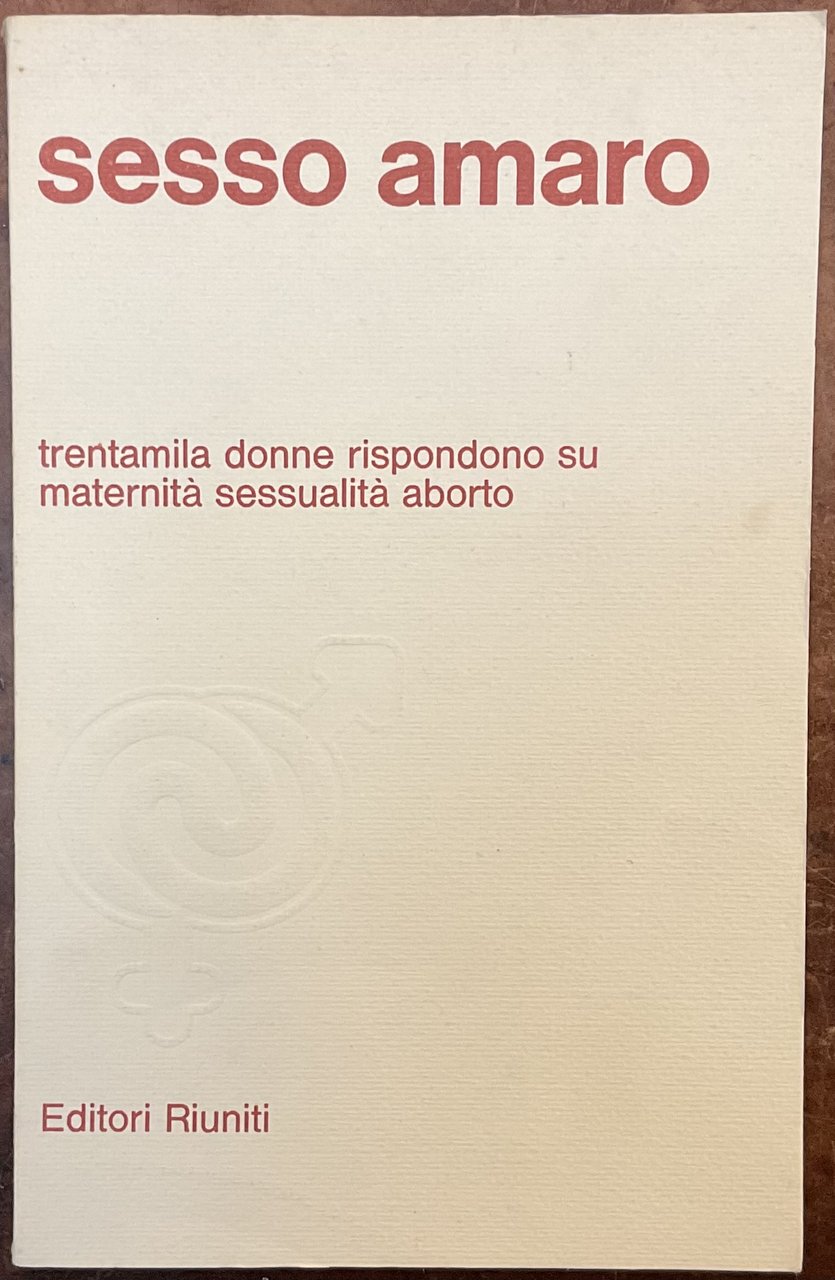 sesso amaro
trentamila donne rispondono su
maternità sessualità aborto
Editori Riuniti